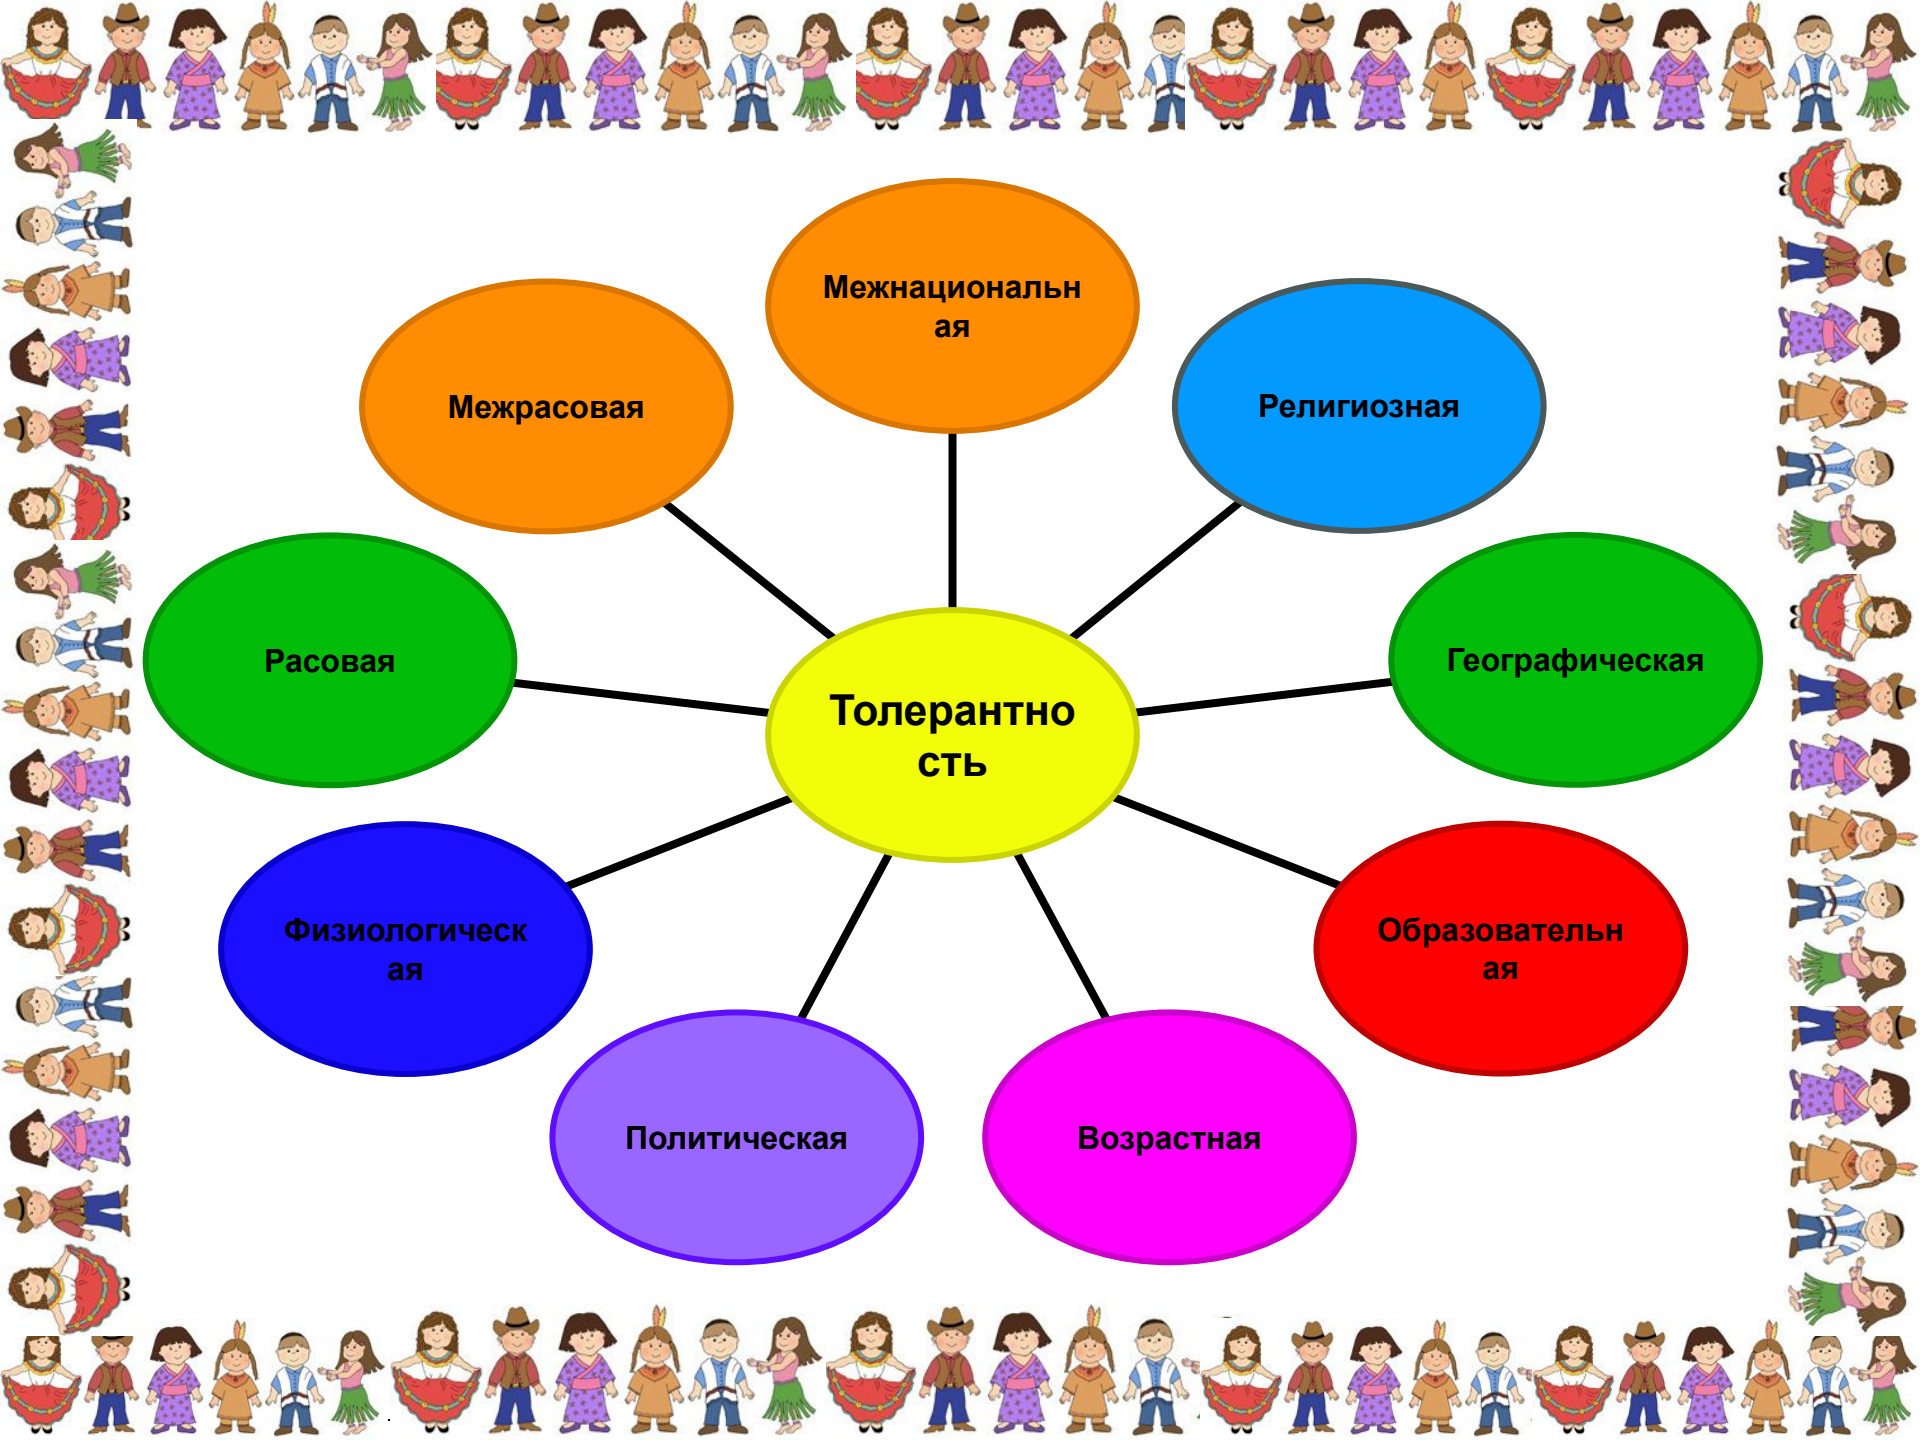 Межнациональн
ая
Межрасовая
Религиозная
Расовая
Географическая
Толерантно
сть
Физиологическ
ая
Образовательн
ая
Политическая
Возрастная